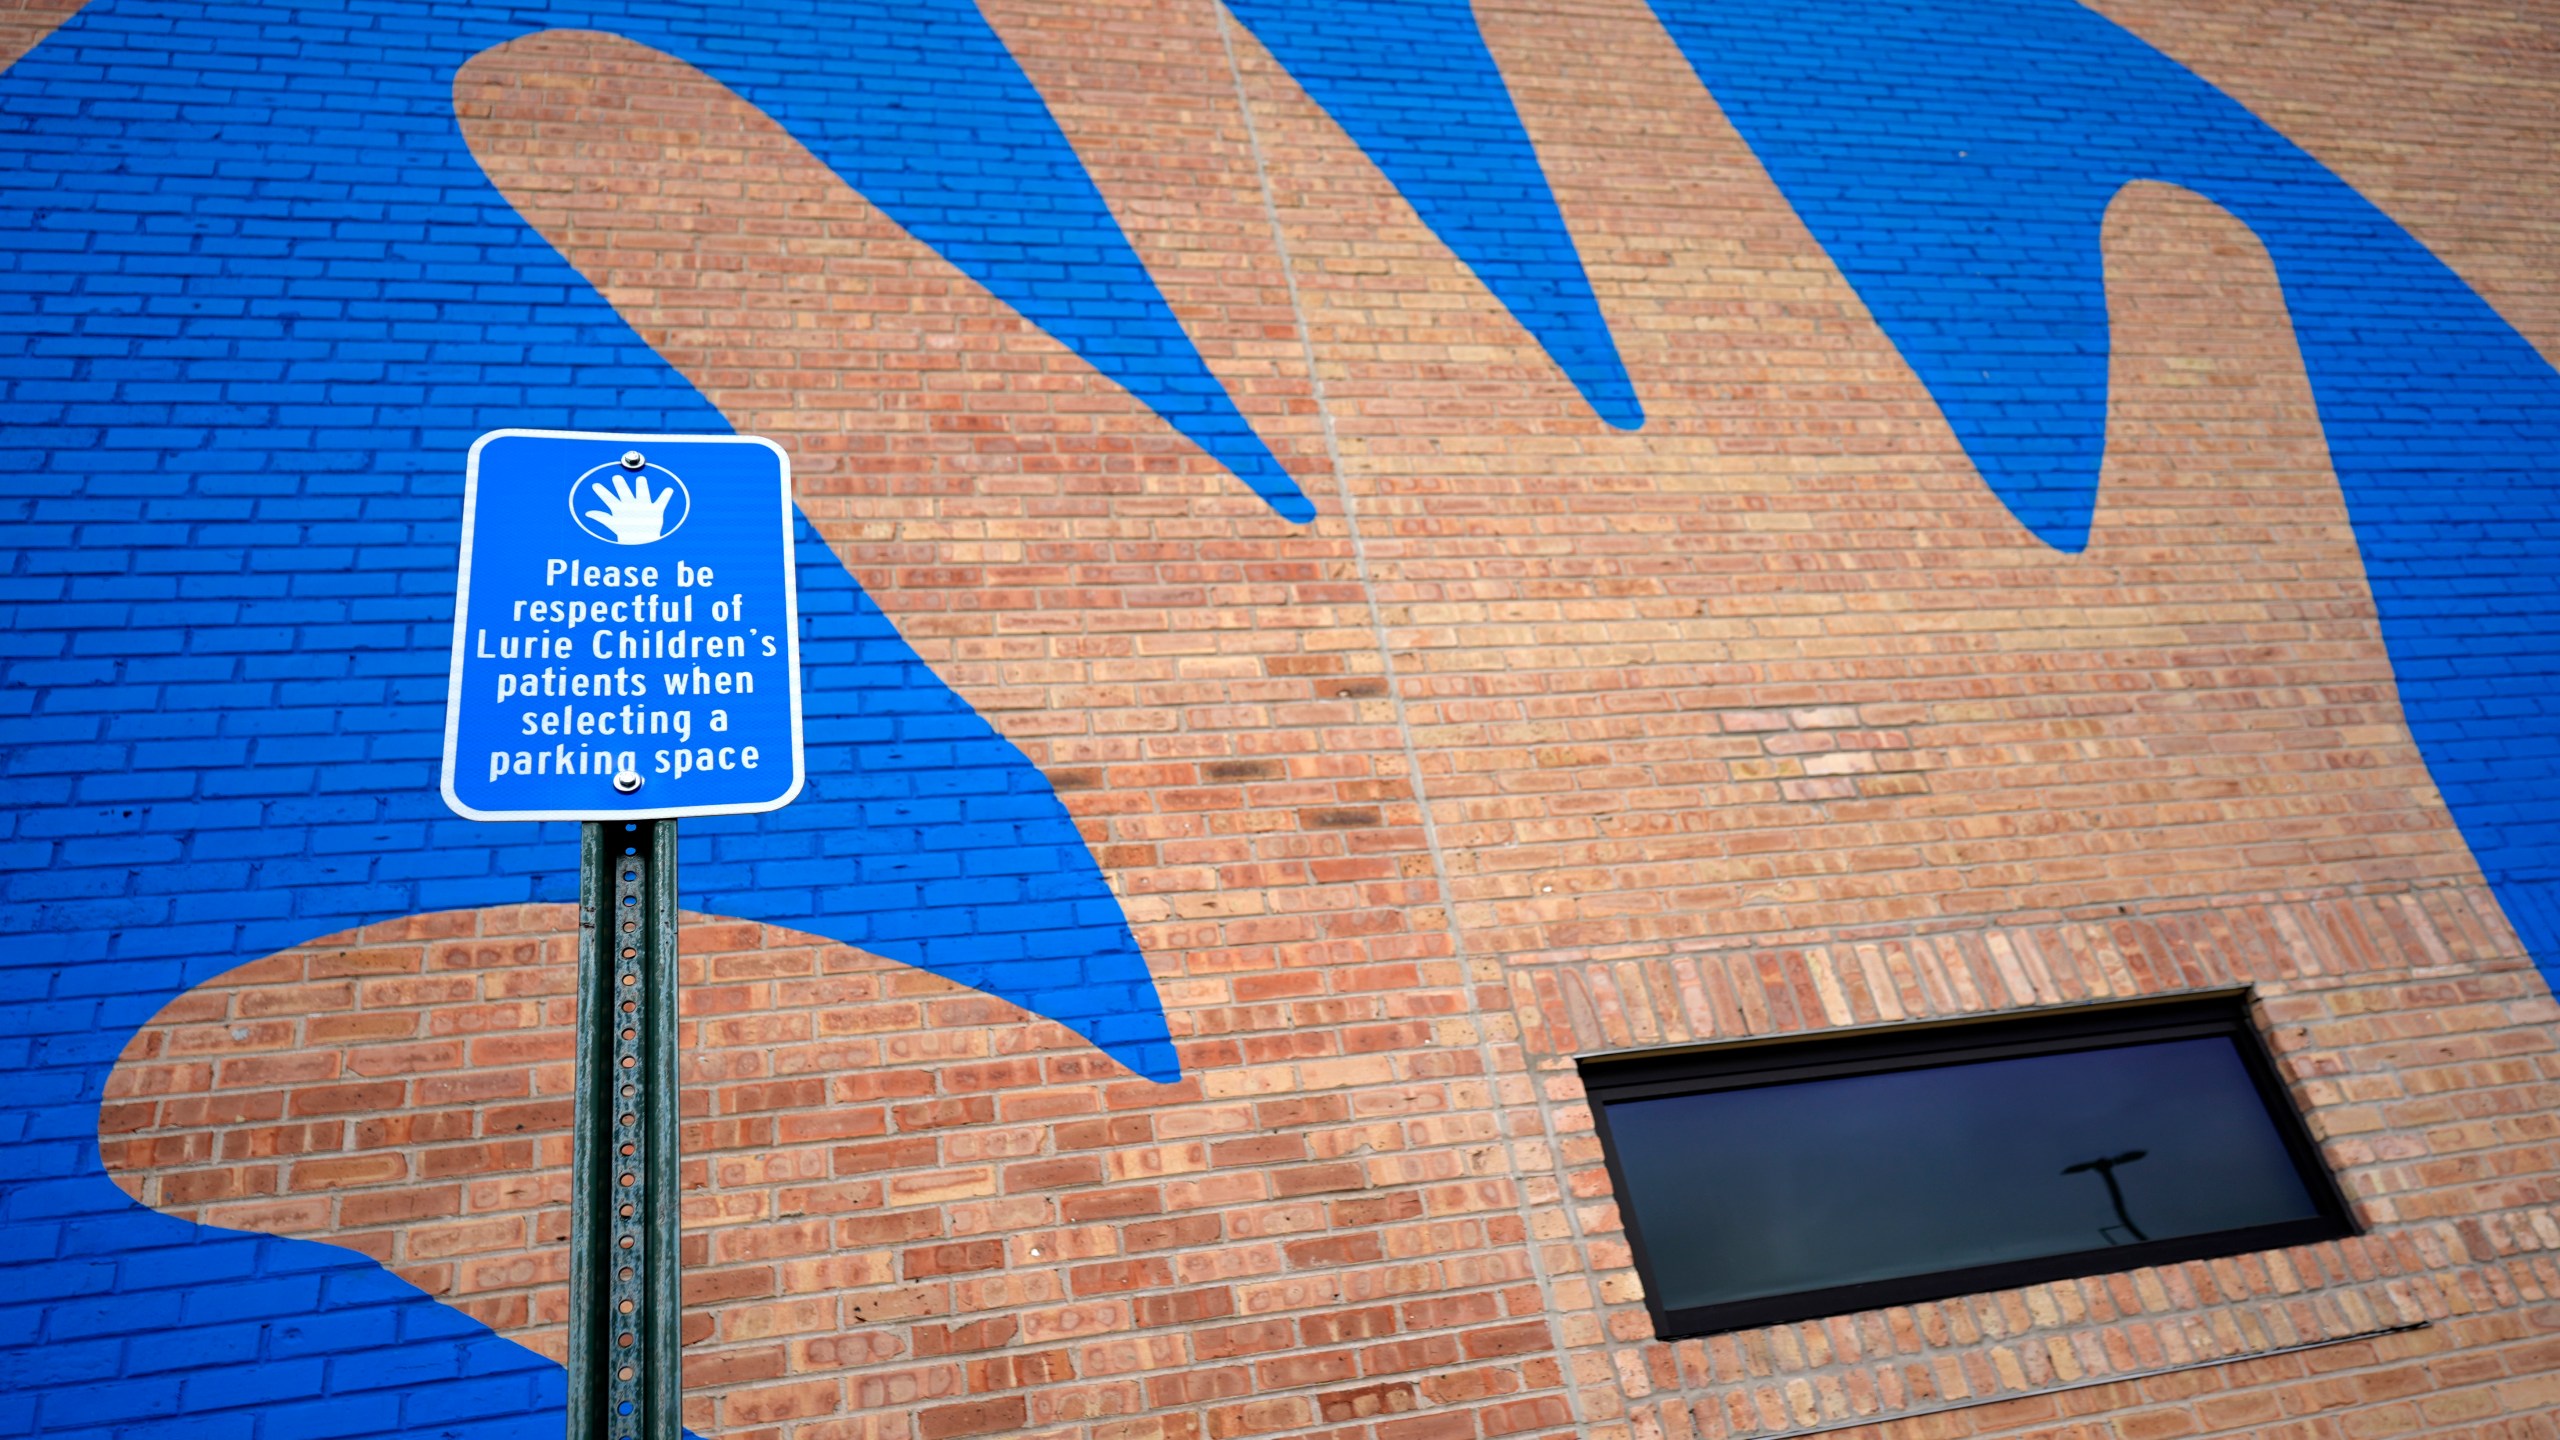 Please be
respectful of
Lurie Children's
patients when
selecting a
parking space